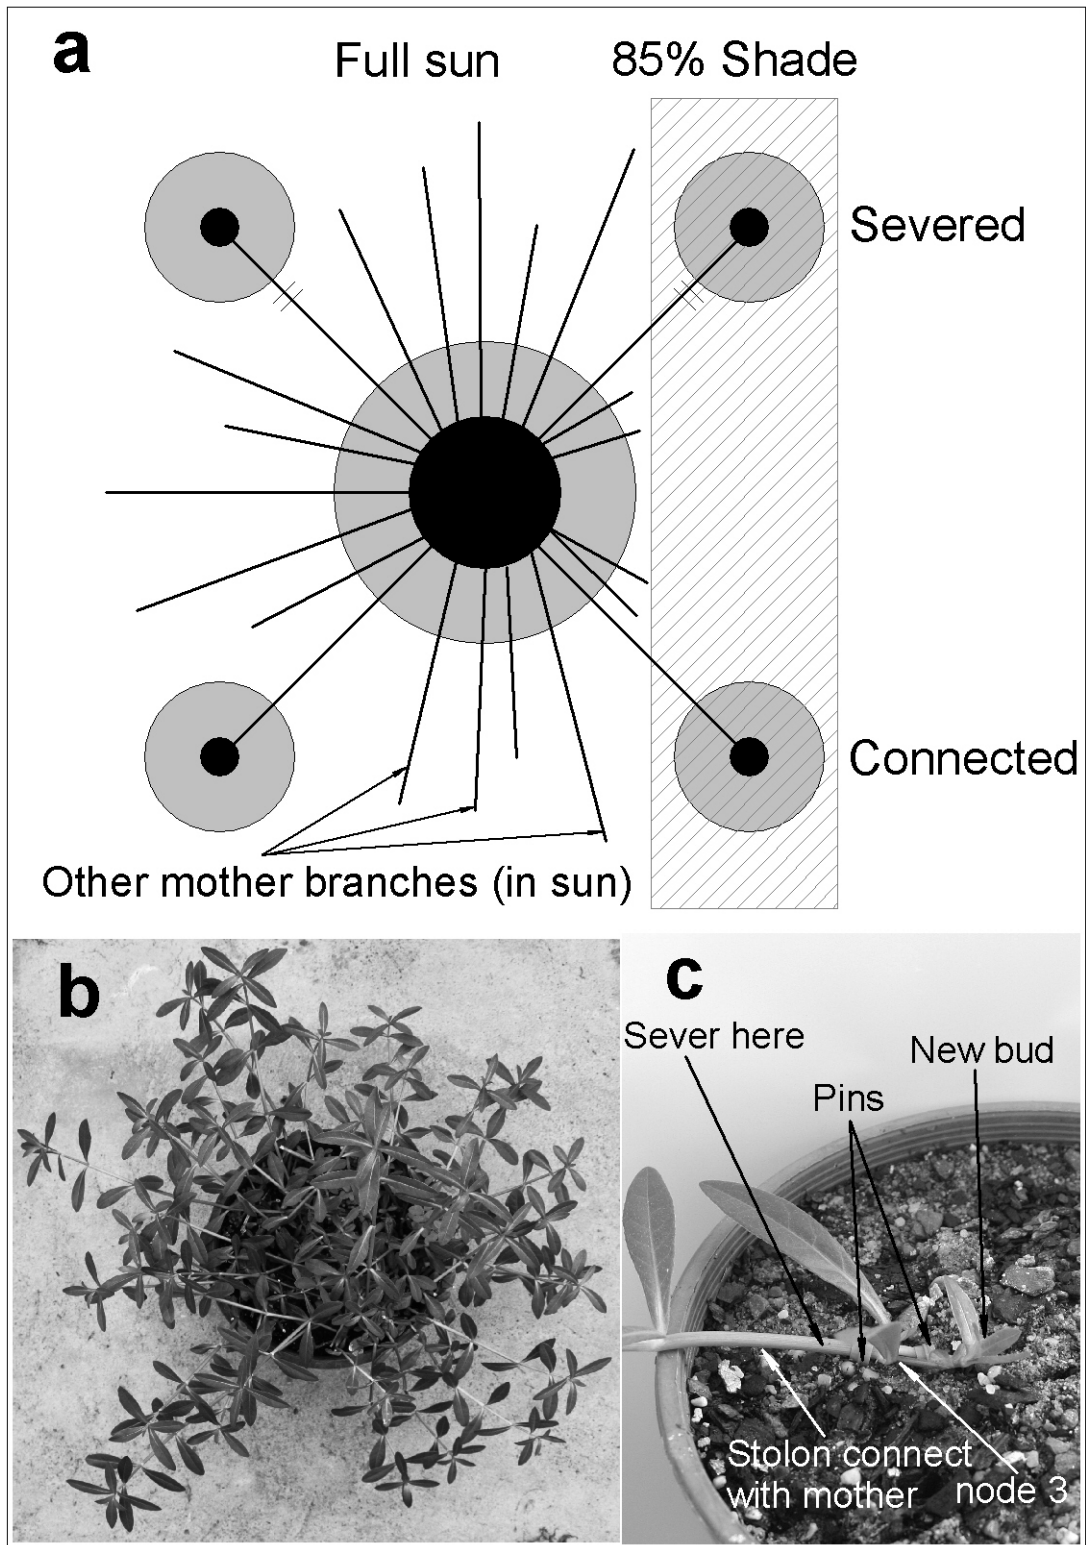 a
Full sun
85% Shade
Severed
Connected
Other mother branches (in sun)
b
c
Sever here
New bud
Pins
Stolon connect
with mother
node 3